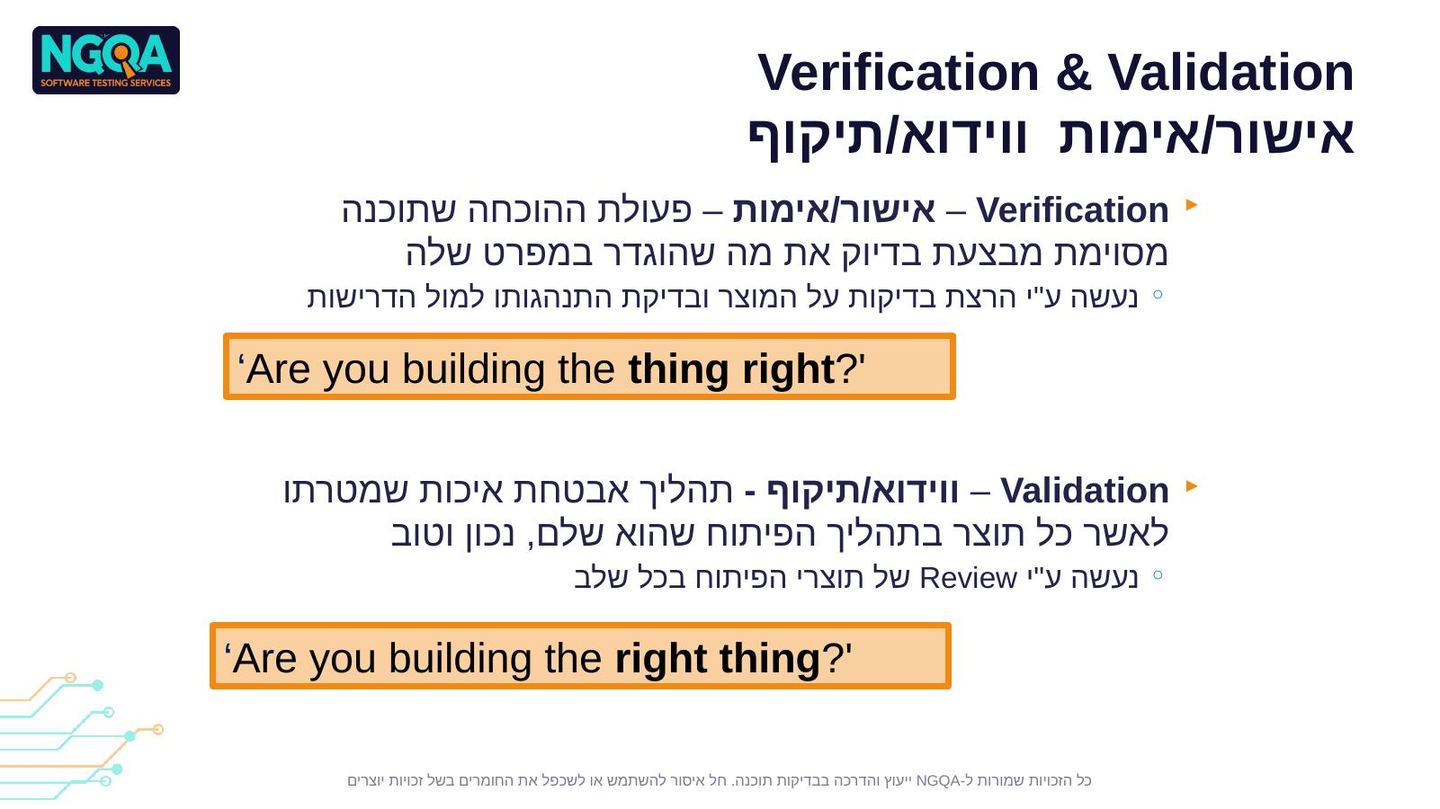 NGQA
SOFTWARE TESTING SERVICES
Verification & Validation
אישור/אימות  ווידוא/תיקוף
Verification – אישור/אימות – פעולת ההוכחה שתוכנה
מסוימת מבצעת בדיוק את מה שהוגדר במפרט שלה
נעשה ע"י הרצת בדיקות על המוצר ובדיקת התנהגותו למול הדרישות
‘Are you building the thing right?'
Validation – ווידוא/תיקוף - תהליך אבטחת איכות שמטרתו
לאשר כל תוצר בתהליך הפיתוח שהוא שלם, נכון וטוב
נעשה ע"י Review של תוצרי הפיתוח בכל שלב
‘Are you building the right thing?'
כל הזכויות שמורות ל-NGQA ייעוץ והדרכה בבדיקות תוכנה. חל איסור להשתמש או לשכפל את החומרים בשל זכויות יוצרים